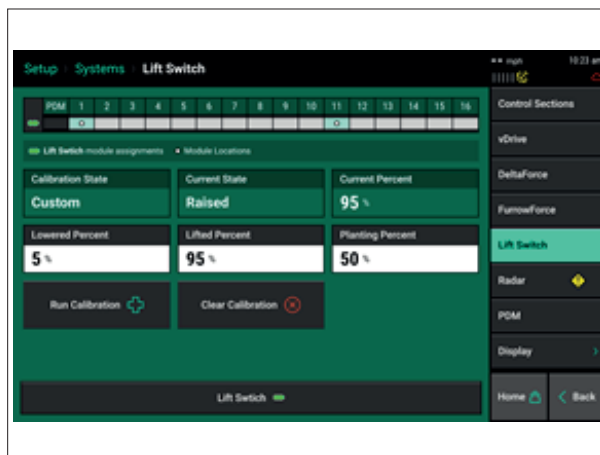 Setup Systems Lift Switch
** mph 10:23 am
PDM 1 2 3 4 5 6 7 8 9 10 11 12 13 14 15 16
Lift Swtich module assignments • Module Locations
Calibration State
Custom
Current State
Raised
Current Percent
95 %
Lowered Percent
5 %
Lifted Percent
95 %
Planting Percent
50 %
Run Calibration
Clear Calibration
Lift Swtich
Control Sections
vDrive
DeltaForce
FurrowForce
Lift Switch
Radar
PDM
Display
Home
Back